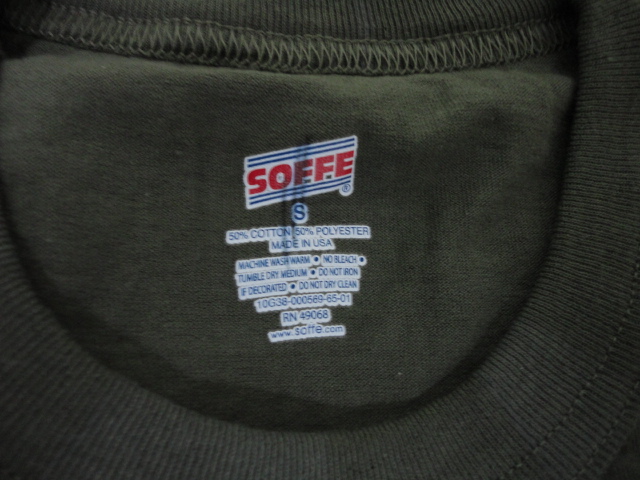 SOFFE®
S
50% COTTON 50% POLYESTER
MADE IN USA
MACHINE WASH WARM • NO BLEACH •
TUMBLE DRY MEDIUM • DO NOT IRON
IF DECORATED • DO NOT DRY CLEAN
10G38-000589-65-01
RN 49068
www.soffe.com